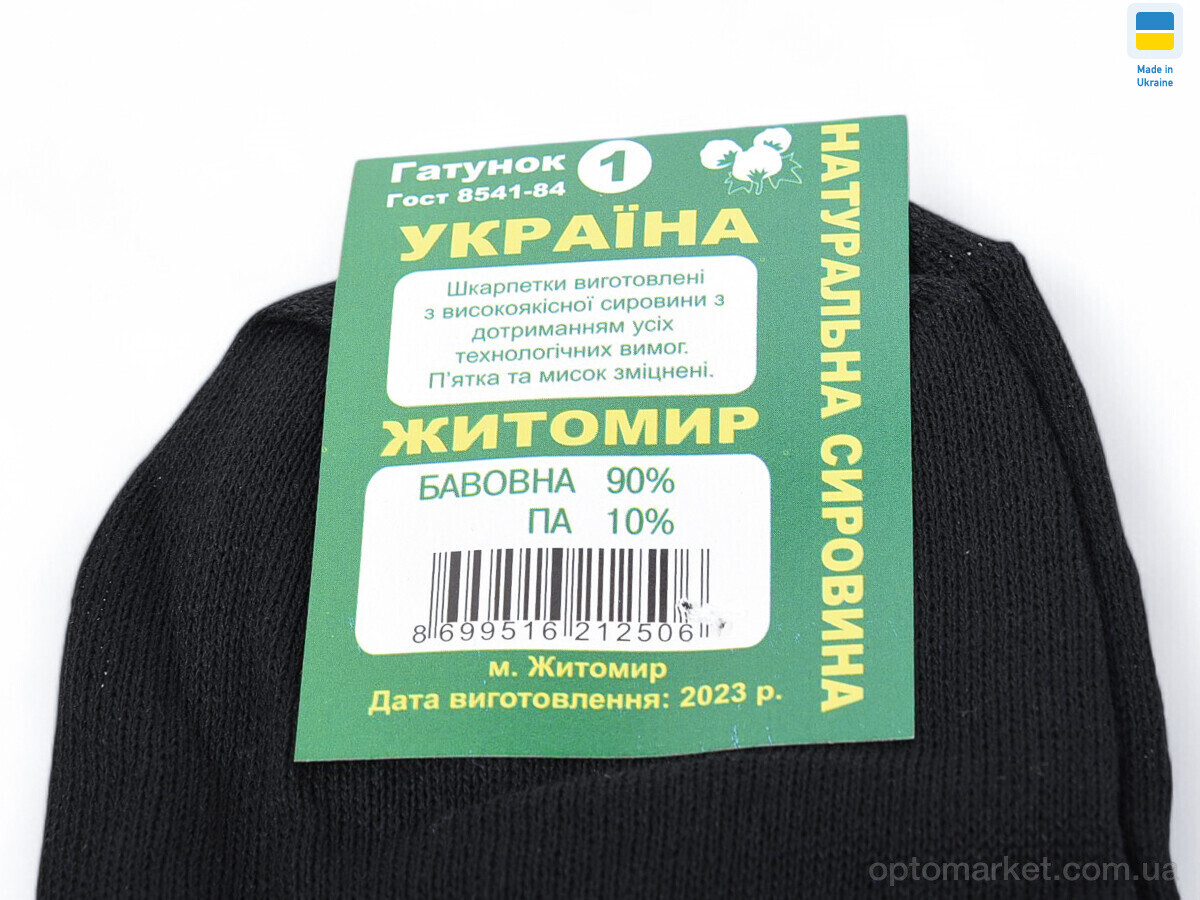 Made in
Ukraine
Гатунок 1
Гост 8541-84
УКРАЇНА
Шкарпетки виготовлені
з високоякісної сировини з
дотриманням усіх
технологічних вимог.
П'ятка та мисок зміцнені.
ЖИТОМИР
БАВОВНА 90%
ПА 10%
8 699516 212506
м. Житомир
Дата виготовлення: 2023 р.
НАТУРАЛЬНА СИРОВИНА
optomarket.com.ua